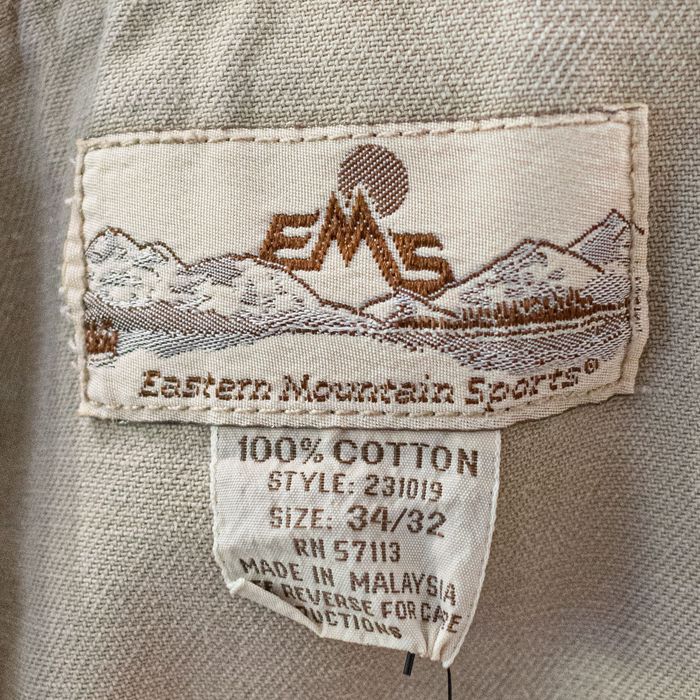 EMS
Eastern Mountain Sports®
100% COTTON
STYLE: 231019
SIZE: 34/32
RN 57113
MADE IN MALAYSIA
REVERSE FOR CARE